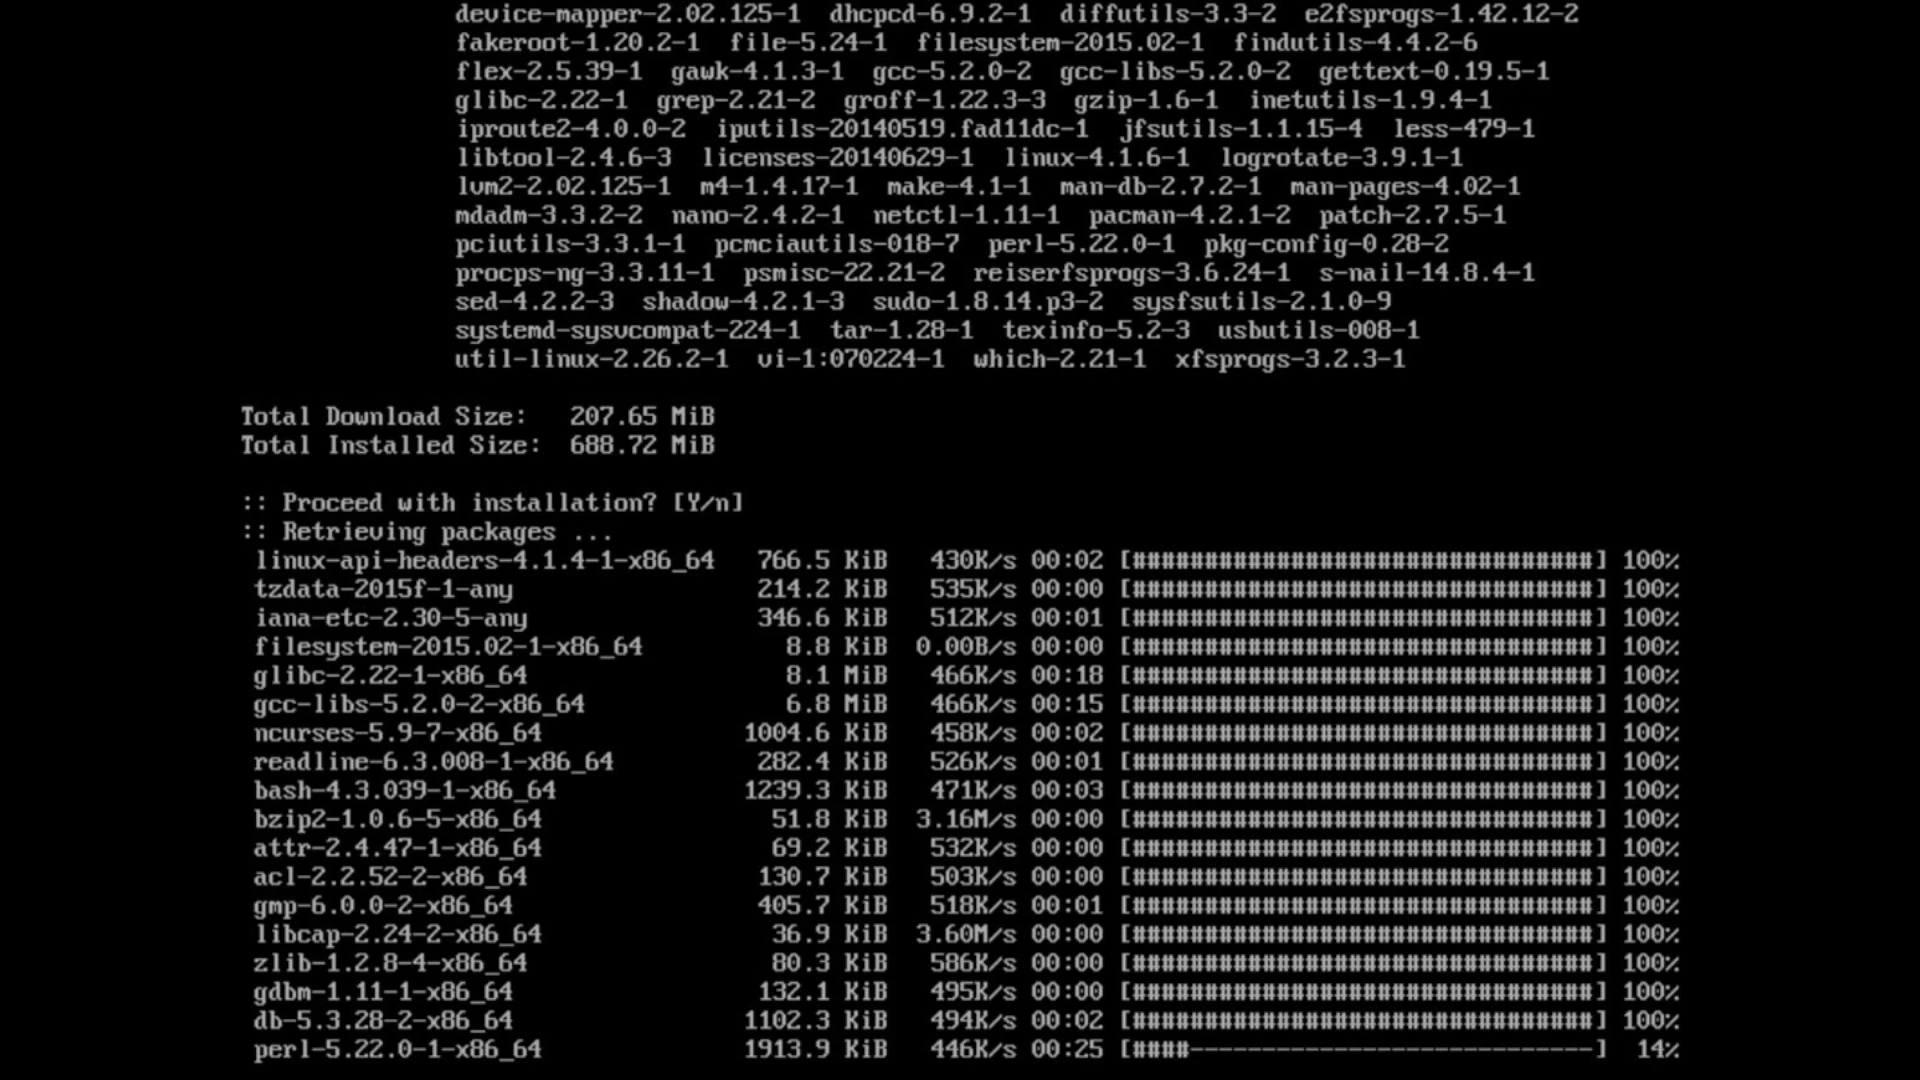 device-mapper-2.02.125-1  dhcpcd-6.9.2-1  diffutils-3.3-2  e2fsprogs-1.42.12-2
fakeroot-1.20.2-1  file-5.24-1  filesystem-2015.02-1  findutils-4.4.2-6
flex-2.5.39-1  gawk-4.1.3-1  gcc-5.2.0-2  gcc-libs-5.2.0-2  gettext-0.19.5-1
glibc-2.22-1  grep-2.21-2  groff-1.22.3-3  gzip-1.6-1  inetutils-1.9.4-1
iproute2-4.0.0-2  iputils-20140519.fad11dc-1  jfsutils-1.1.15-4  less-479-1
libtool-2.4.6-3  licenses-20140629-1  linux-4.1.6-1  logrotate-3.9.1-1
lvm2-2.02.125-1  m4-1.4.17-1  make-4.1-1  man-db-2.7.2-1  man-pages-4.02-1
mdadm-3.3.2-2  nano-2.4.2-1  netctl-1.11-1  pacman-4.2.1-2  patch-2.7.5-1
pciutils-3.3.1-1  pcmciautils-018-7  perl-5.22.0-1  pkg-config-0.28-2
procps-ng-3.3.11-1  psmisc-22.21-2  reiserfsprogs-3.6.24-1  s-nail-14.8.4-1
sed-4.2.2-3  shadow-4.2.1-3  sudo-1.8.14.p3-2  sysfsutils-2.1.0-9
systemd-sysvcompat-224-1  tar-1.28-1  texinfo-5.2-3  usbutils-008-1
util-linux-2.26.2-1  vi-1:070224-1  which-2.21-1  xfsprogs-3.2.3-1
Total Download Size:   207.65 MiB
Total Installed Size:  688.72 MiB
:: Proceed with installation? [Y/n]
:: Retrieving packages ...
linux-api-headers-4.1.4-1-x86_64   766.5 KiB   430K/s 00:02 [################################] 100%
tzdata-2015f-1-any   214.2 KiB   535K/s 00:00 [################################] 100%
iana-etc-2.30-5-any   346.6 KiB   512K/s 00:01 [################################] 100%
filesystem-2015.02-1-x86_64   8.8 KiB  0.00B/s 00:00 [################################] 100%
glibc-2.22-1-x86_64   8.1 MiB   466K/s 00:18 [################################] 100%
gcc-libs-5.2.0-2-x86_64   6.8 MiB   466K/s 00:15 [################################] 100%
ncurses-5.9-7-x86_64   1004.6 KiB   458K/s 00:02 [################################] 100%
readline-6.3.008-1-x86_64   282.4 KiB   526K/s 00:01 [################################] 100%
bash-4.3.039-1-x86_64   1239.3 KiB   471K/s 00:03 [################################] 100%
bzip2-1.0.6-5-x86_64   51.8 KiB  3.16M/s 00:00 [################################] 100%
attr-2.4.47-1-x86_64   69.2 KiB   532K/s 00:00 [################################] 100%
acl-2.2.52-2-x86_64   130.7 KiB   503K/s 00:00 [################################] 100%
gmp-6.0.0-2-x86_64   405.7 KiB   518K/s 00:01 [################################] 100%
libcap-2.24-2-x86_64   36.9 KiB  3.60M/s 00:00 [################################] 100%
zlib-1.2.8-4-x86_64   80.3 KiB   586K/s 00:00 [################################] 100%
gdbm-1.11-1-x86_64   132.1 KiB   495K/s 00:00 [################################] 100%
db-5.3.28-2-x86_64   1102.3 KiB   494K/s 00:02 [################################] 100%
perl-5.22.0-1-x86_64   1913.9 KiB   446K/s 00:25 [####----------------------------]  14%